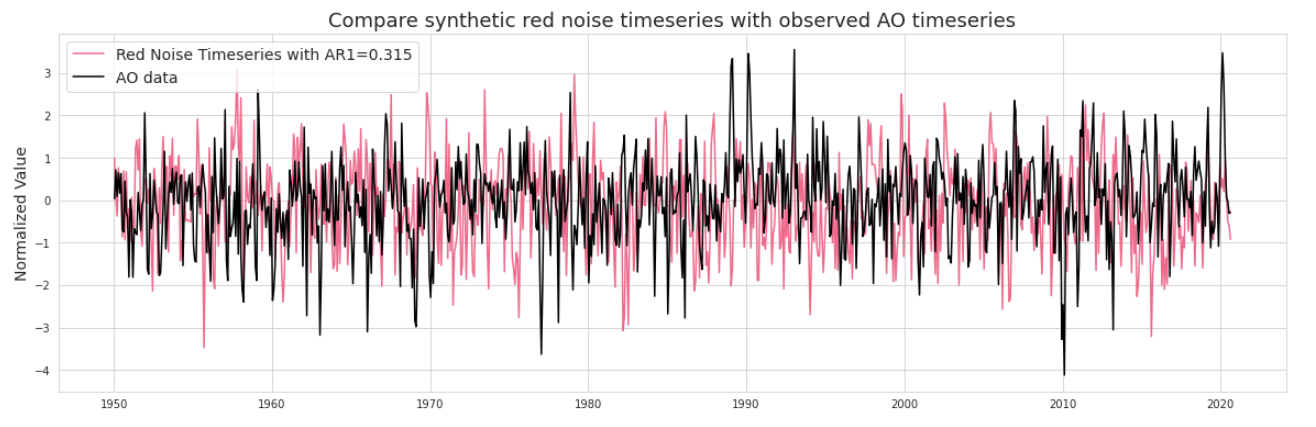 Compare synthetic red noise timeseries with observed AO timeseries
Red Noise Timeseries with AR1=0.315
AO data
Normalized Value
3
2
1
0
−1
−2
−3
−4
1950 1960 1970 1980 1990 2000 2010 2020